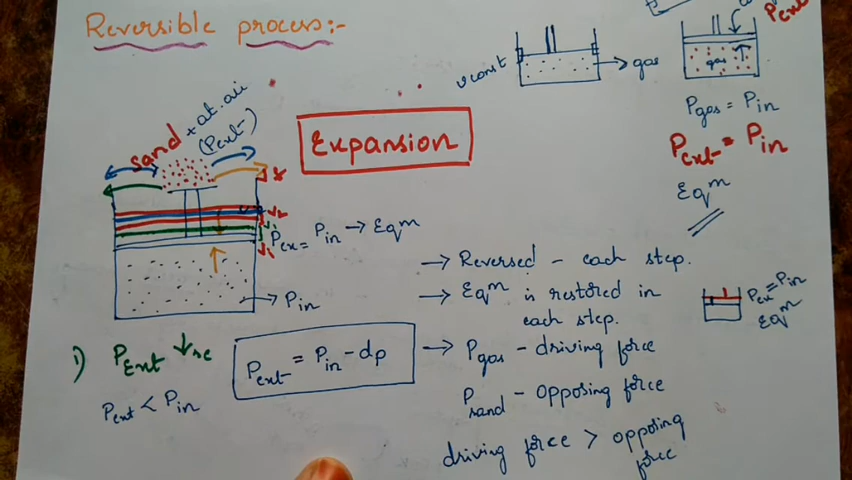 Reversible process:-
v const
gas
gas
Pext
Pgas = Pin
Pext = Pin
Eqm
sand + at. air
(Pext)
Expansion
Pex = Pin → Eqm
Pin
→ Reversed - each step.
→ Eqm is restored in
each step.
Pex = Pin
Eqm
1) PExt ↓se
Pext < Pin
Pext = Pin - dp
→ Pgas - driving force
Psand - opposing force
driving force > opposing
force